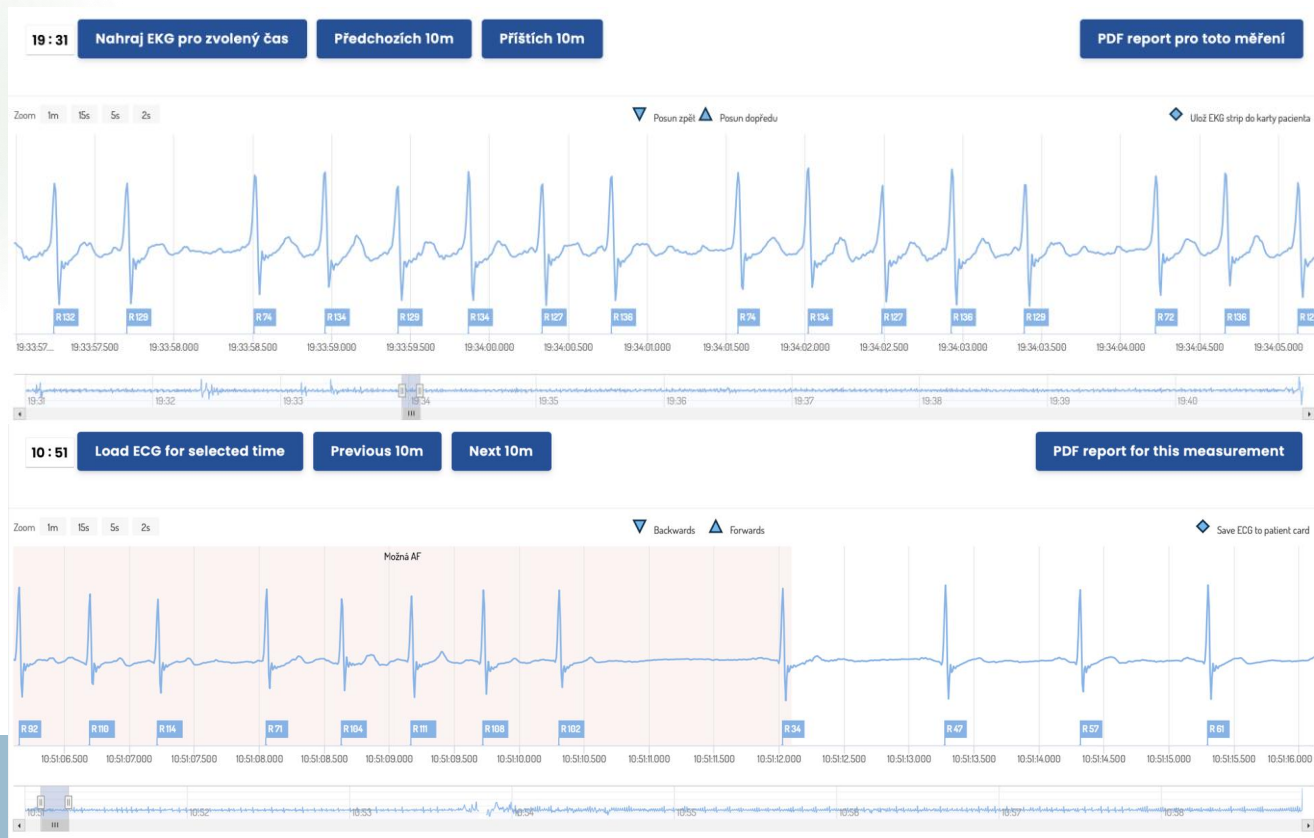 19:31 Nahraj EKG pro zvolený čas Předchozích 10m Příštích 10m PDF report pro toto měření
Zoom 1m 15s 5s 2s Posun zpět Posun dopředu Ulož EKG strip do karty pacienta
R 132 R 129 R 74 R 134 R 129 R 134 R 127 R 136 R 74 R 134 R 127 R 136 R 129 R 72 R 136
19:33:57... 19:33:57.500 19:33:58.000 19:33:58.500 19:33:59.000 19:33:59.500 19:34:00.000 19:34:00.500 19:34:01.000 19:34:01.500 19:34:02.000 19:34:02.500 19:34:03.000 19:34:03.500 19:34:04.000 19:34:04.500 19:34:05.000
19:31 19:32 19:33 19:34 19:35 19:36 19:37 19:38 19:39 19:40
10:51 Load ECG for selected time Previous 10m Next 10m PDF report for this measurement
Zoom 1m 15s 5s 2s Backwards Forwards Save ECG to patient card
Možná AF
R 92 R 110 R 114 R 71 R 104 R 111 R 108 R 102 R 34 R 47 R 57 R 61
10:51:06.500 10:51:07.000 10:51:07.500 10:51:08.000 10:51:08.500 10:51:09.000 10:51:09.500 10:51:10.000 10:51:10.500 10:51:11.000 10:51:11.500 10:51:12.000 10:51:12.500 10:51:13.000 10:51:13.500 10:51:14.000 10:51:14.500 10:51:15.000 10:51:15.500 10:51:16.000
10:51 10:52 10:53 10:54 10:55 10:56 10:57 10:58